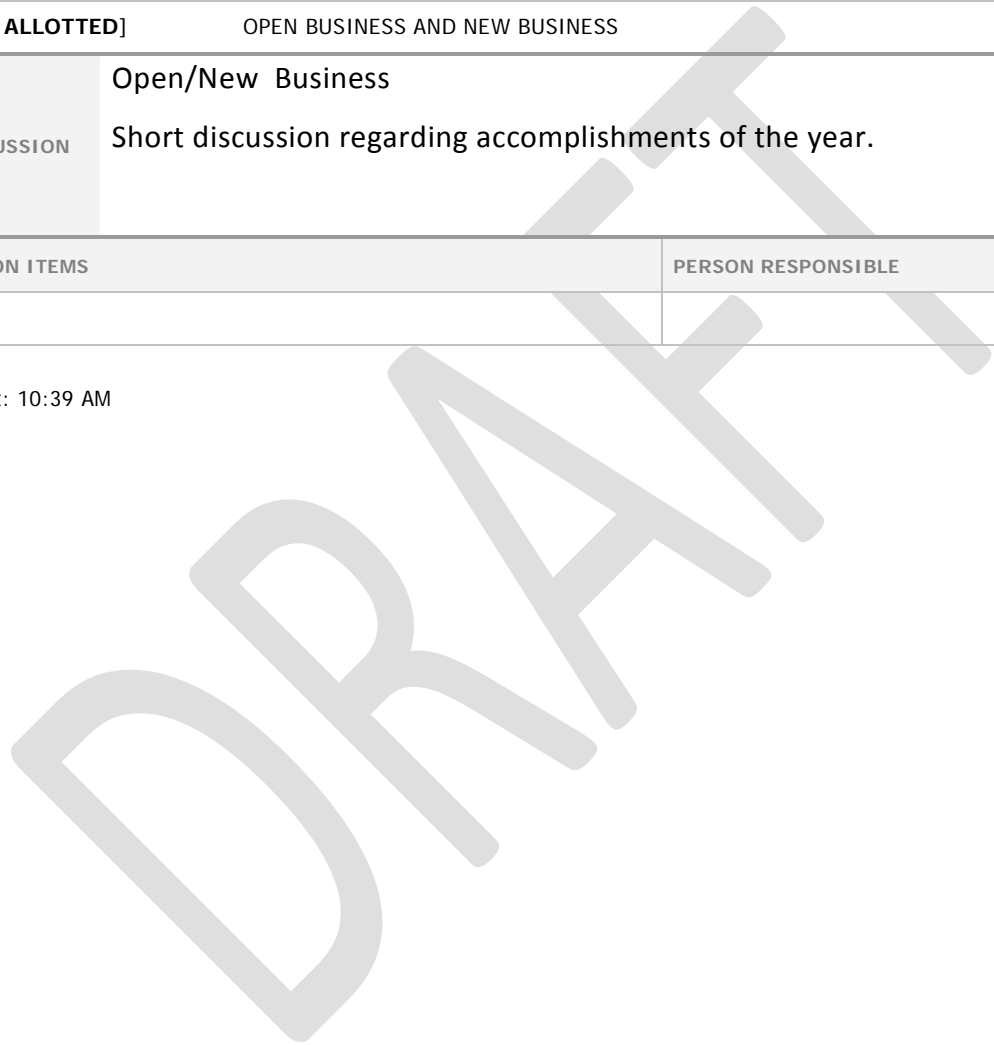 ALLOTTED] OPEN BUSINESS AND NEW BUSINESS
Open/New Business
USSION Short discussion regarding accomplishments of the year.
ON ITEMS PERSON RESPONSIBLE
: 10:39 AM
DRAFT